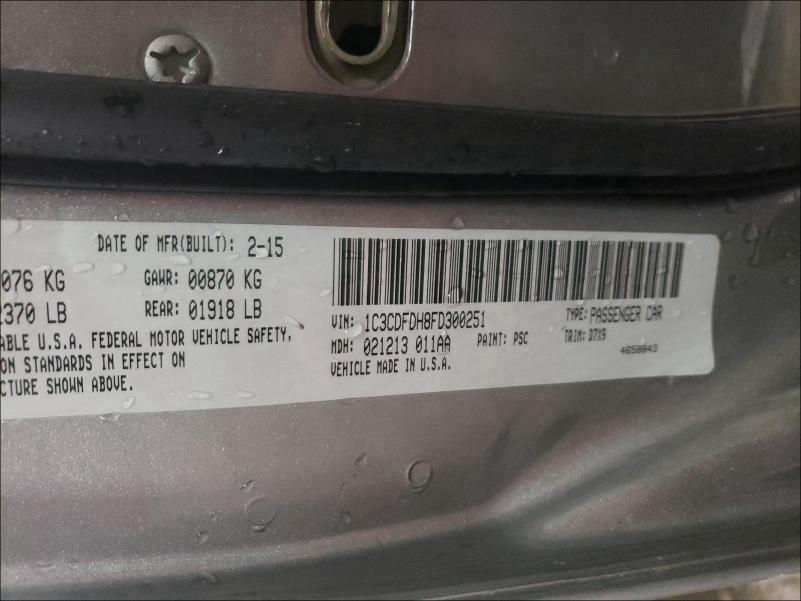 DATE OF MFR(BUILT): 2-15
076 KG GAWR: 00870 KG
370 LB REAR: 01918 LB
ABLE U.S.A. FEDERAL MOTOR VEHICLE SAFETY,
ON STANDARDS IN EFFECT ON
CTURE SHOWN ABOVE.
VIN: 1C3CDFDH8FD300251 TYPE: PASSENGER CAR
MDH: 021213 011AA PAINT: PSC TRIM: D7X9
VEHICLE MADE IN U.S.A. 4658843